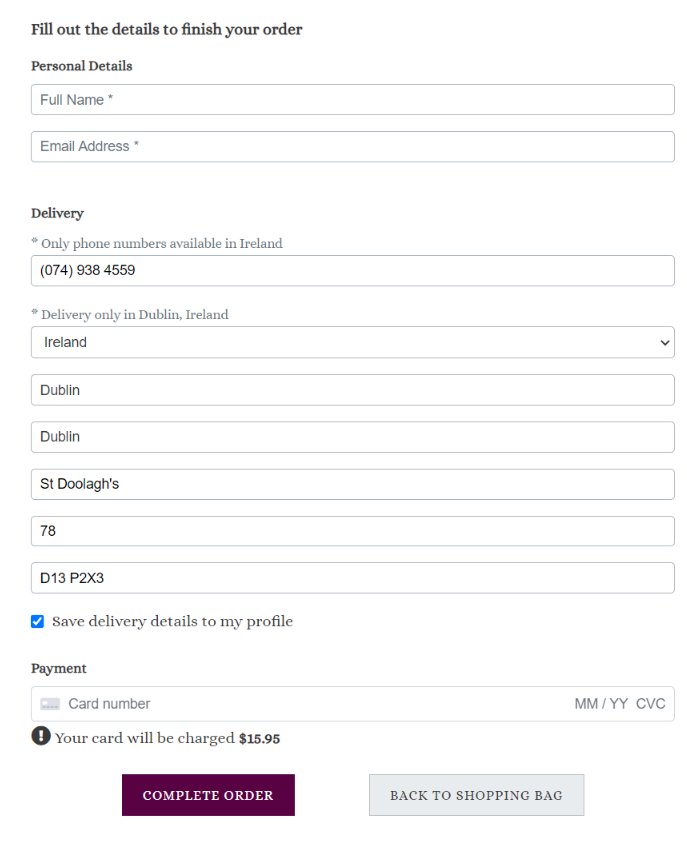 Fill out the details to finish your order
Personal Details
Full Name *
Email Address *
Delivery
* Only phone numbers available in Ireland
(074) 938 4559
* Delivery only in Dublin, Ireland
Ireland
Dublin
Dublin
St Doolagh's
78
D13 P2X3
Save delivery details to my profile
Payment
Card number MM / YY CVC
Your card will be charged $15.95
COMPLETE ORDER BACK TO SHOPPING BAG